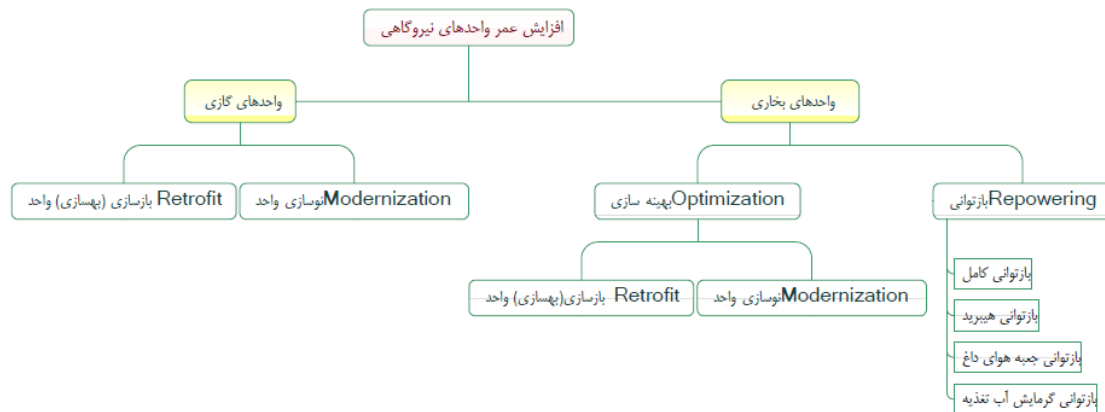 افزایش عمر واحدهای نیروگاهی
واحدهای بخاری
واحدهای گازی
Repoweringبازتوانی
Optimizationبهینه سازی
Modernizationنوسازی واحد
Retrofit بازسازی (بهسازی) واحد
بازتوانی کامل
بازتوانی هیبرید
بازتوانی جعبه هوای داغ
بازتوانی گرمایش آب تغذیه
Modernizationنوسازی واحد
Retrofit بازسازی(بهسازی) واحد